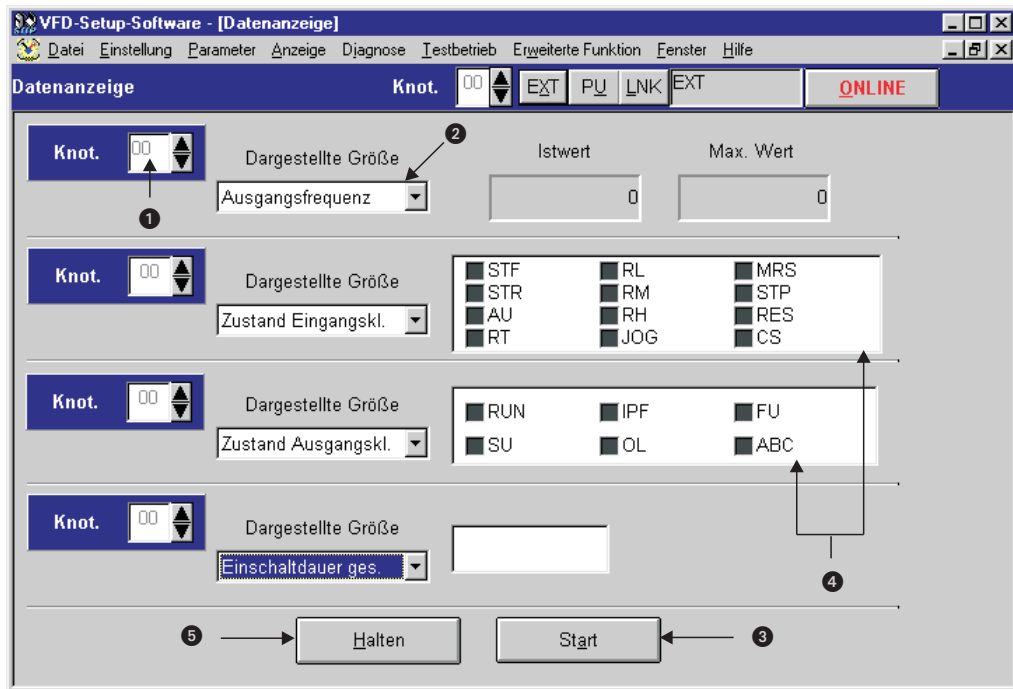 VFD-Setup-Software - [Datenanzeige]
Datei Einstellung Parameter Anzeige Djagnose Testbetrieb Erweiterte Funktion Fenster Hilfe
Datenanzeige Knot. 00 EXT PU LNK EXT ONLINE
Knot. 00 Dargestellte Größe 2 Istwert Max. Wert
1 Ausgangsfrequenz 0 0
Knot. 00 Dargestellte Größe
Zustand Eingangskl.
STF RL MRS
STR RM STP
AU RH RES
RT JOG CS
Knot. 00 Dargestellte Größe
Zustand Ausgangskl.
RUN IPF FU
SU OL ABC
Knot. 00 Dargestellte Größe
Einschaltdauer ges.
4
5 Halten Start 3